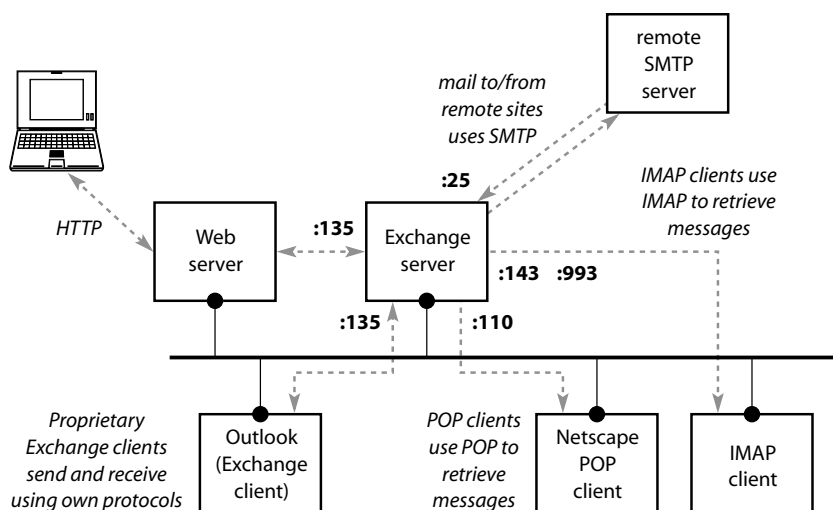 remote
SMTP
server
mail to/from
remote sites
uses SMTP
:25
IMAP clients use
IMAP to retrieve
messages
HTTP
Web
server
:135
Exchange
server
:143 :993
:135
:110
Proprietary
Exchange clients
send and receive
using own protocols
Outlook
(Exchange
client)
POP clients
use POP to
retrieve
messages
Netscape
POP
client
IMAP
client